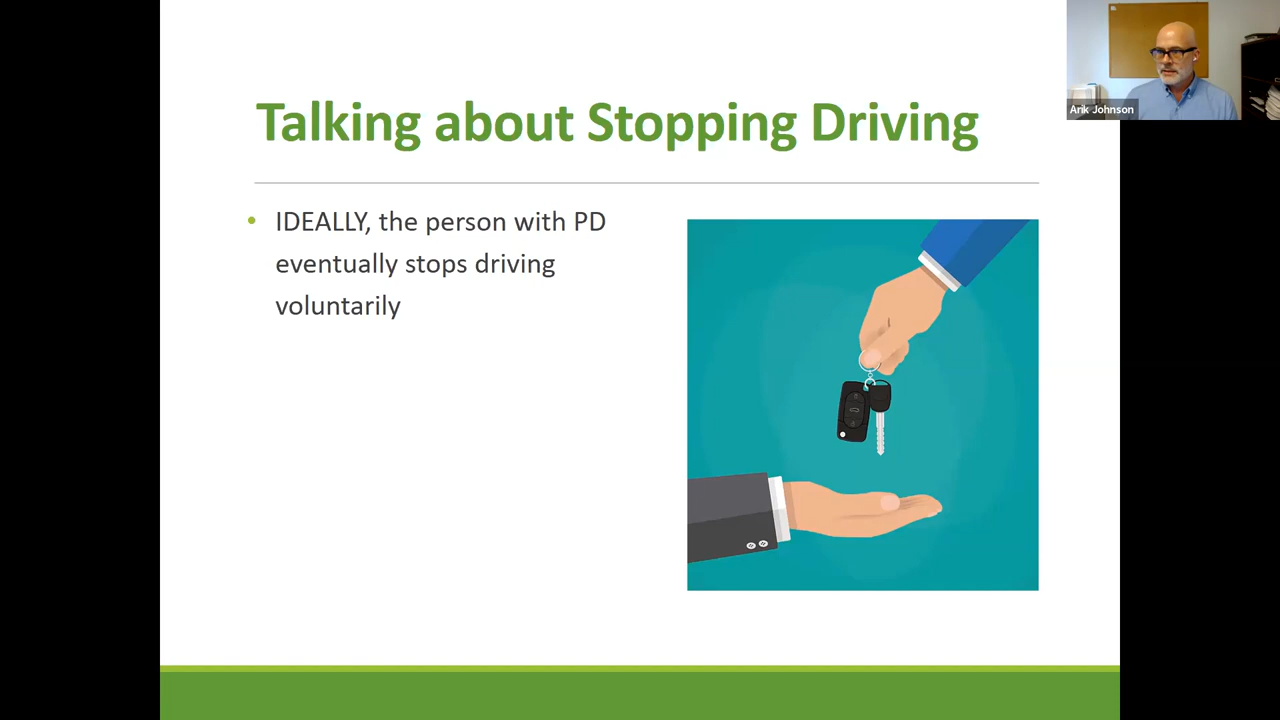 Talking about Stopping Driving
• IDEALLY, the person with PD
eventually stops driving
voluntarily
Arik Johnson